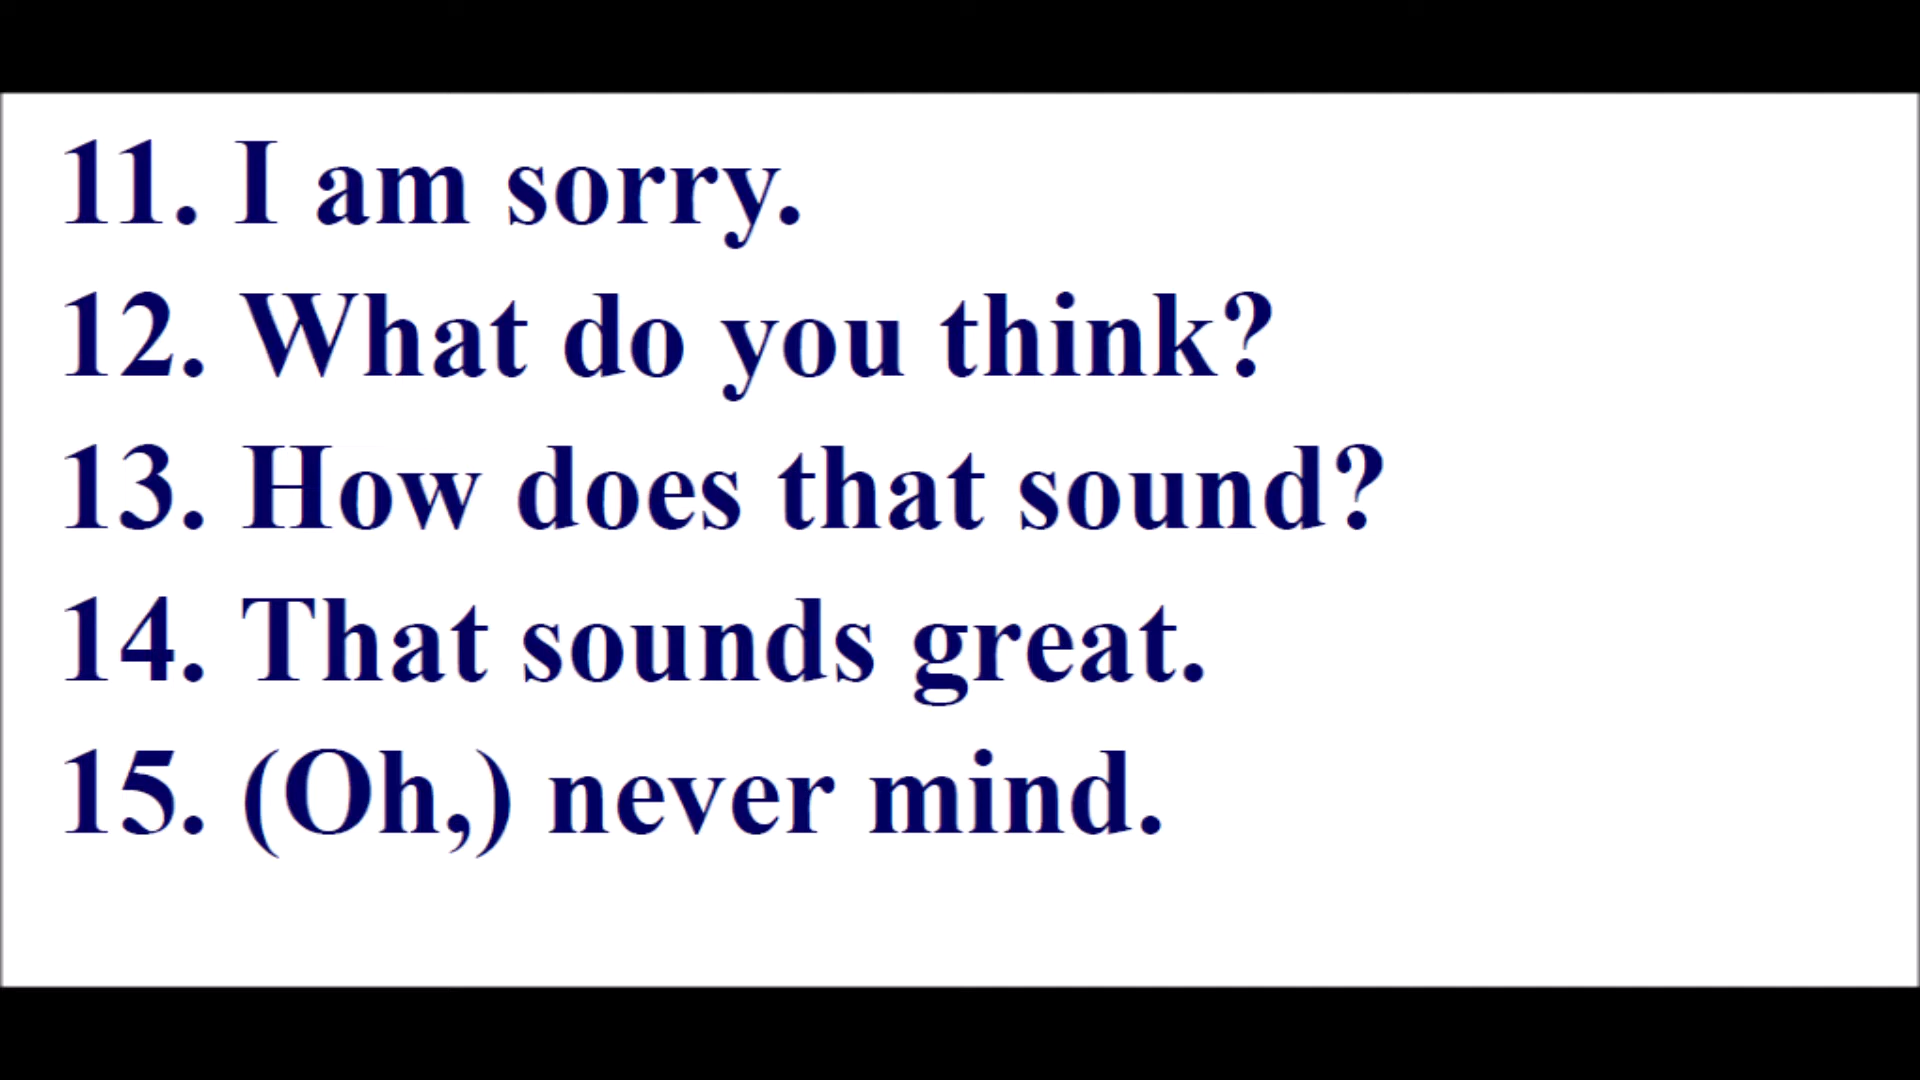 11. I am sorry.
12. What do you think?
13. How does that sound?
14. That sounds great.
15. (Oh,) never mind.